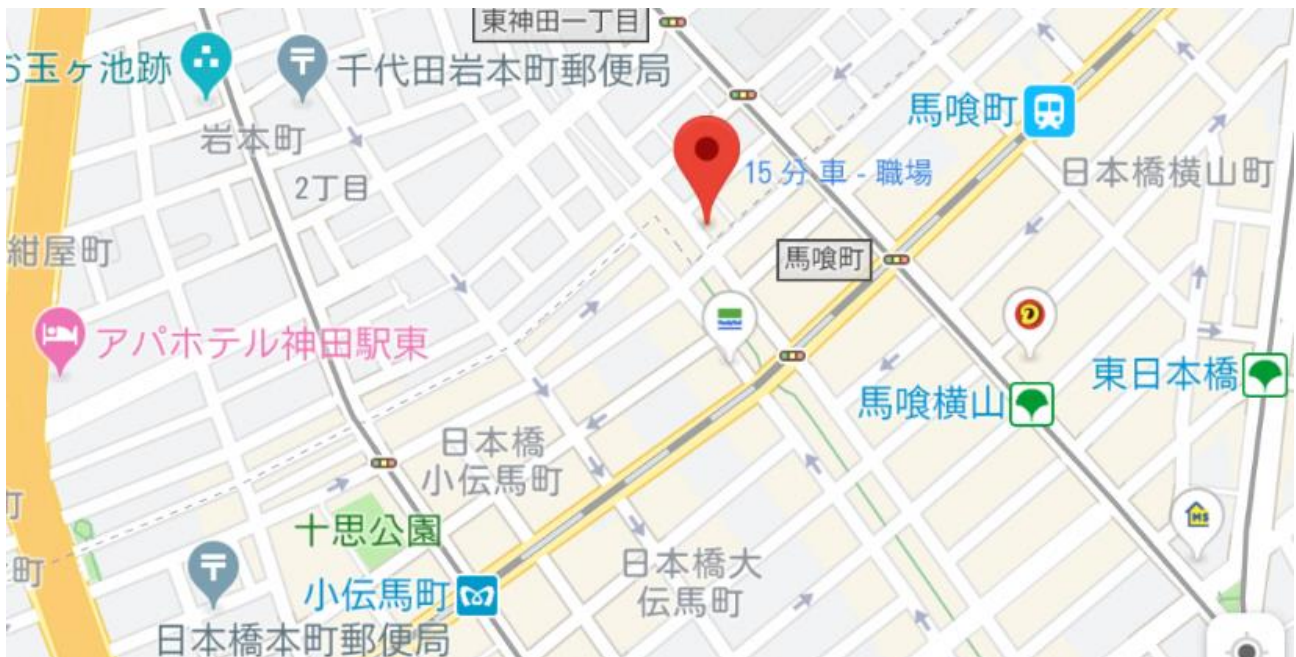 東神田一丁目
お玉ヶ池跡
千代田岩本町郵便局
馬喰町
岩本町
2丁目
15 分 車 - 職場
日本橋横山町
紺屋町
馬喰町
アパホテル神田駅東
東日本橋
馬喰横山
日本橋
小伝馬町
町
十思公園
町
日本橋大
伝馬町
小伝馬町
日本橋本町郵便局